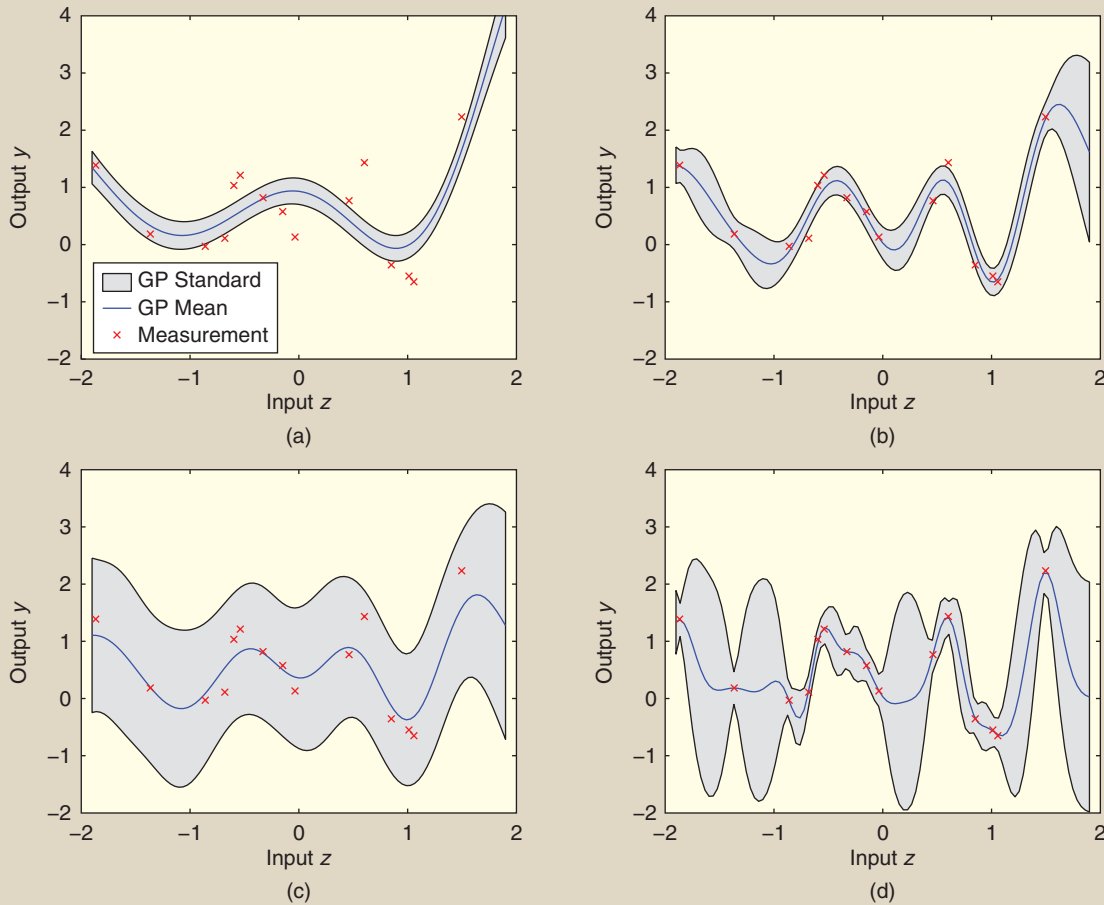 4
3
2
1
0
−1
−2
−2 −1 0 1 2
Output y
Input z
GP Standard
GP Mean
Measurement
(a)
4
3
2
1
0
−1
−2
−2 −1 0 1 2
Output y
Input z
(b)
4
3
2
1
0
−1
−2
−2 −1 0 1 2
Output y
Input z
(c)
4
3
2
1
0
−1
−2
−2 −1 0 1 2
Output y
Input z
(d)